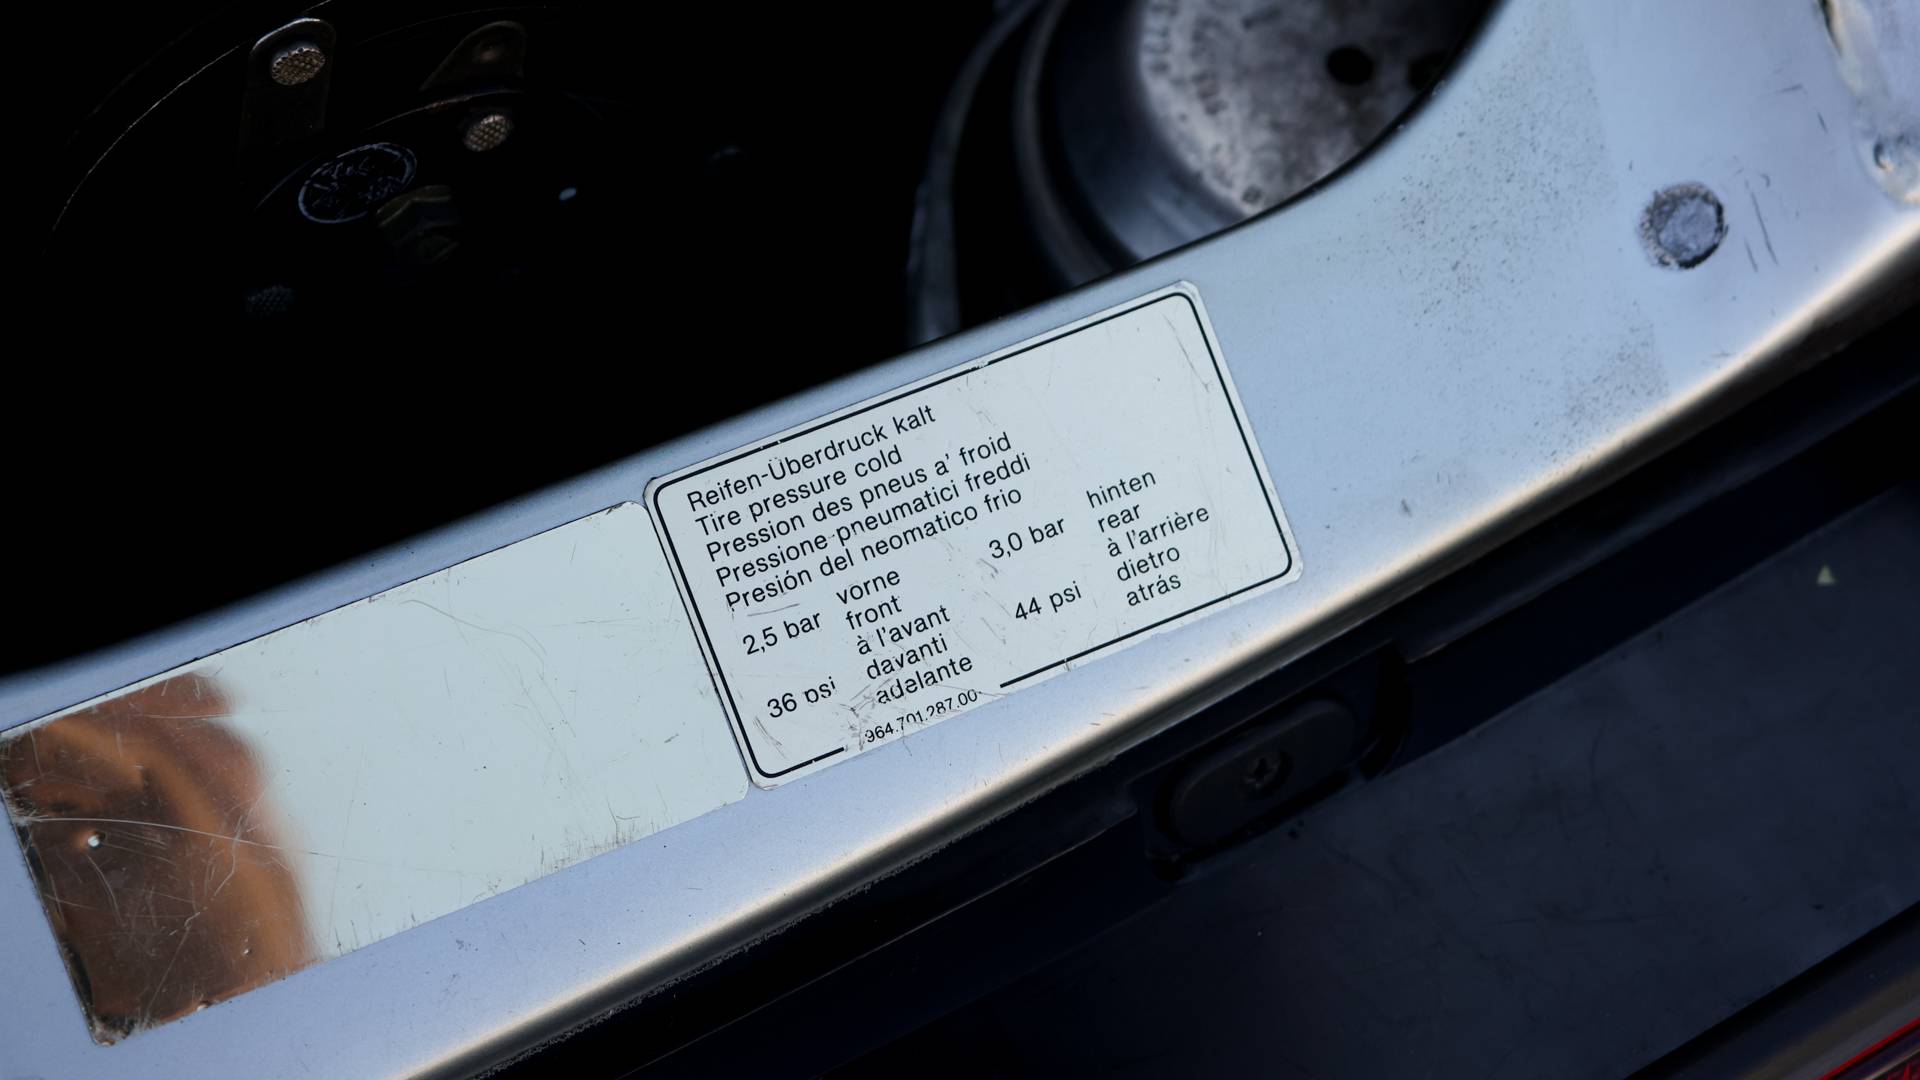 Reifen-Überdruck kalt
Tire pressure cold
Pression des pneus a' froid
Pressione pneumatici freddi
Presión del neomatico frio
2,5 bar
36 psi
vorne
front
à l'avant
davanti
adelante
3,0 bar
44 psi
hinten
rear
à l'arrière
dietro
atrás
964.701.287.00